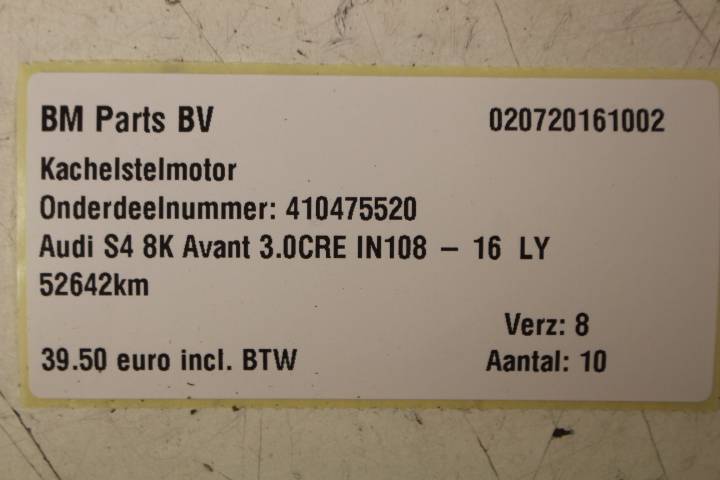 BM Parts BV 020720161002
Kachelstelmotor
Onderdeelnummer: 410475520
Audi S4 8K Avant 3.0CRE IN108 – 16 LY
52642km
Verz: 8
39.50 euro incl. BTW Aantal: 10